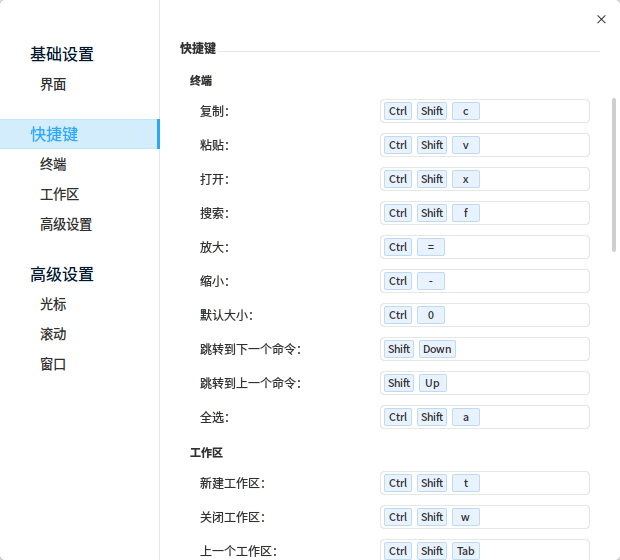 基础设置
界面
快捷键
终端
工作区
高级设置
高级设置
光标
滚动
窗口
快捷键
终端
复制: Ctrl Shift c
粘贴: Ctrl Shift v
打开: Ctrl Shift x
搜索: Ctrl Shift f
放大: Ctrl =
缩小: Ctrl -
默认大小: Ctrl 0
跳转到下一个命令: Shift Down
跳转到上一个命令: Shift Up
全选: Ctrl Shift a
工作区
新建工作区: Ctrl Shift t
关闭工作区: Ctrl Shift w
上一个工作区: Ctrl Shift Tab